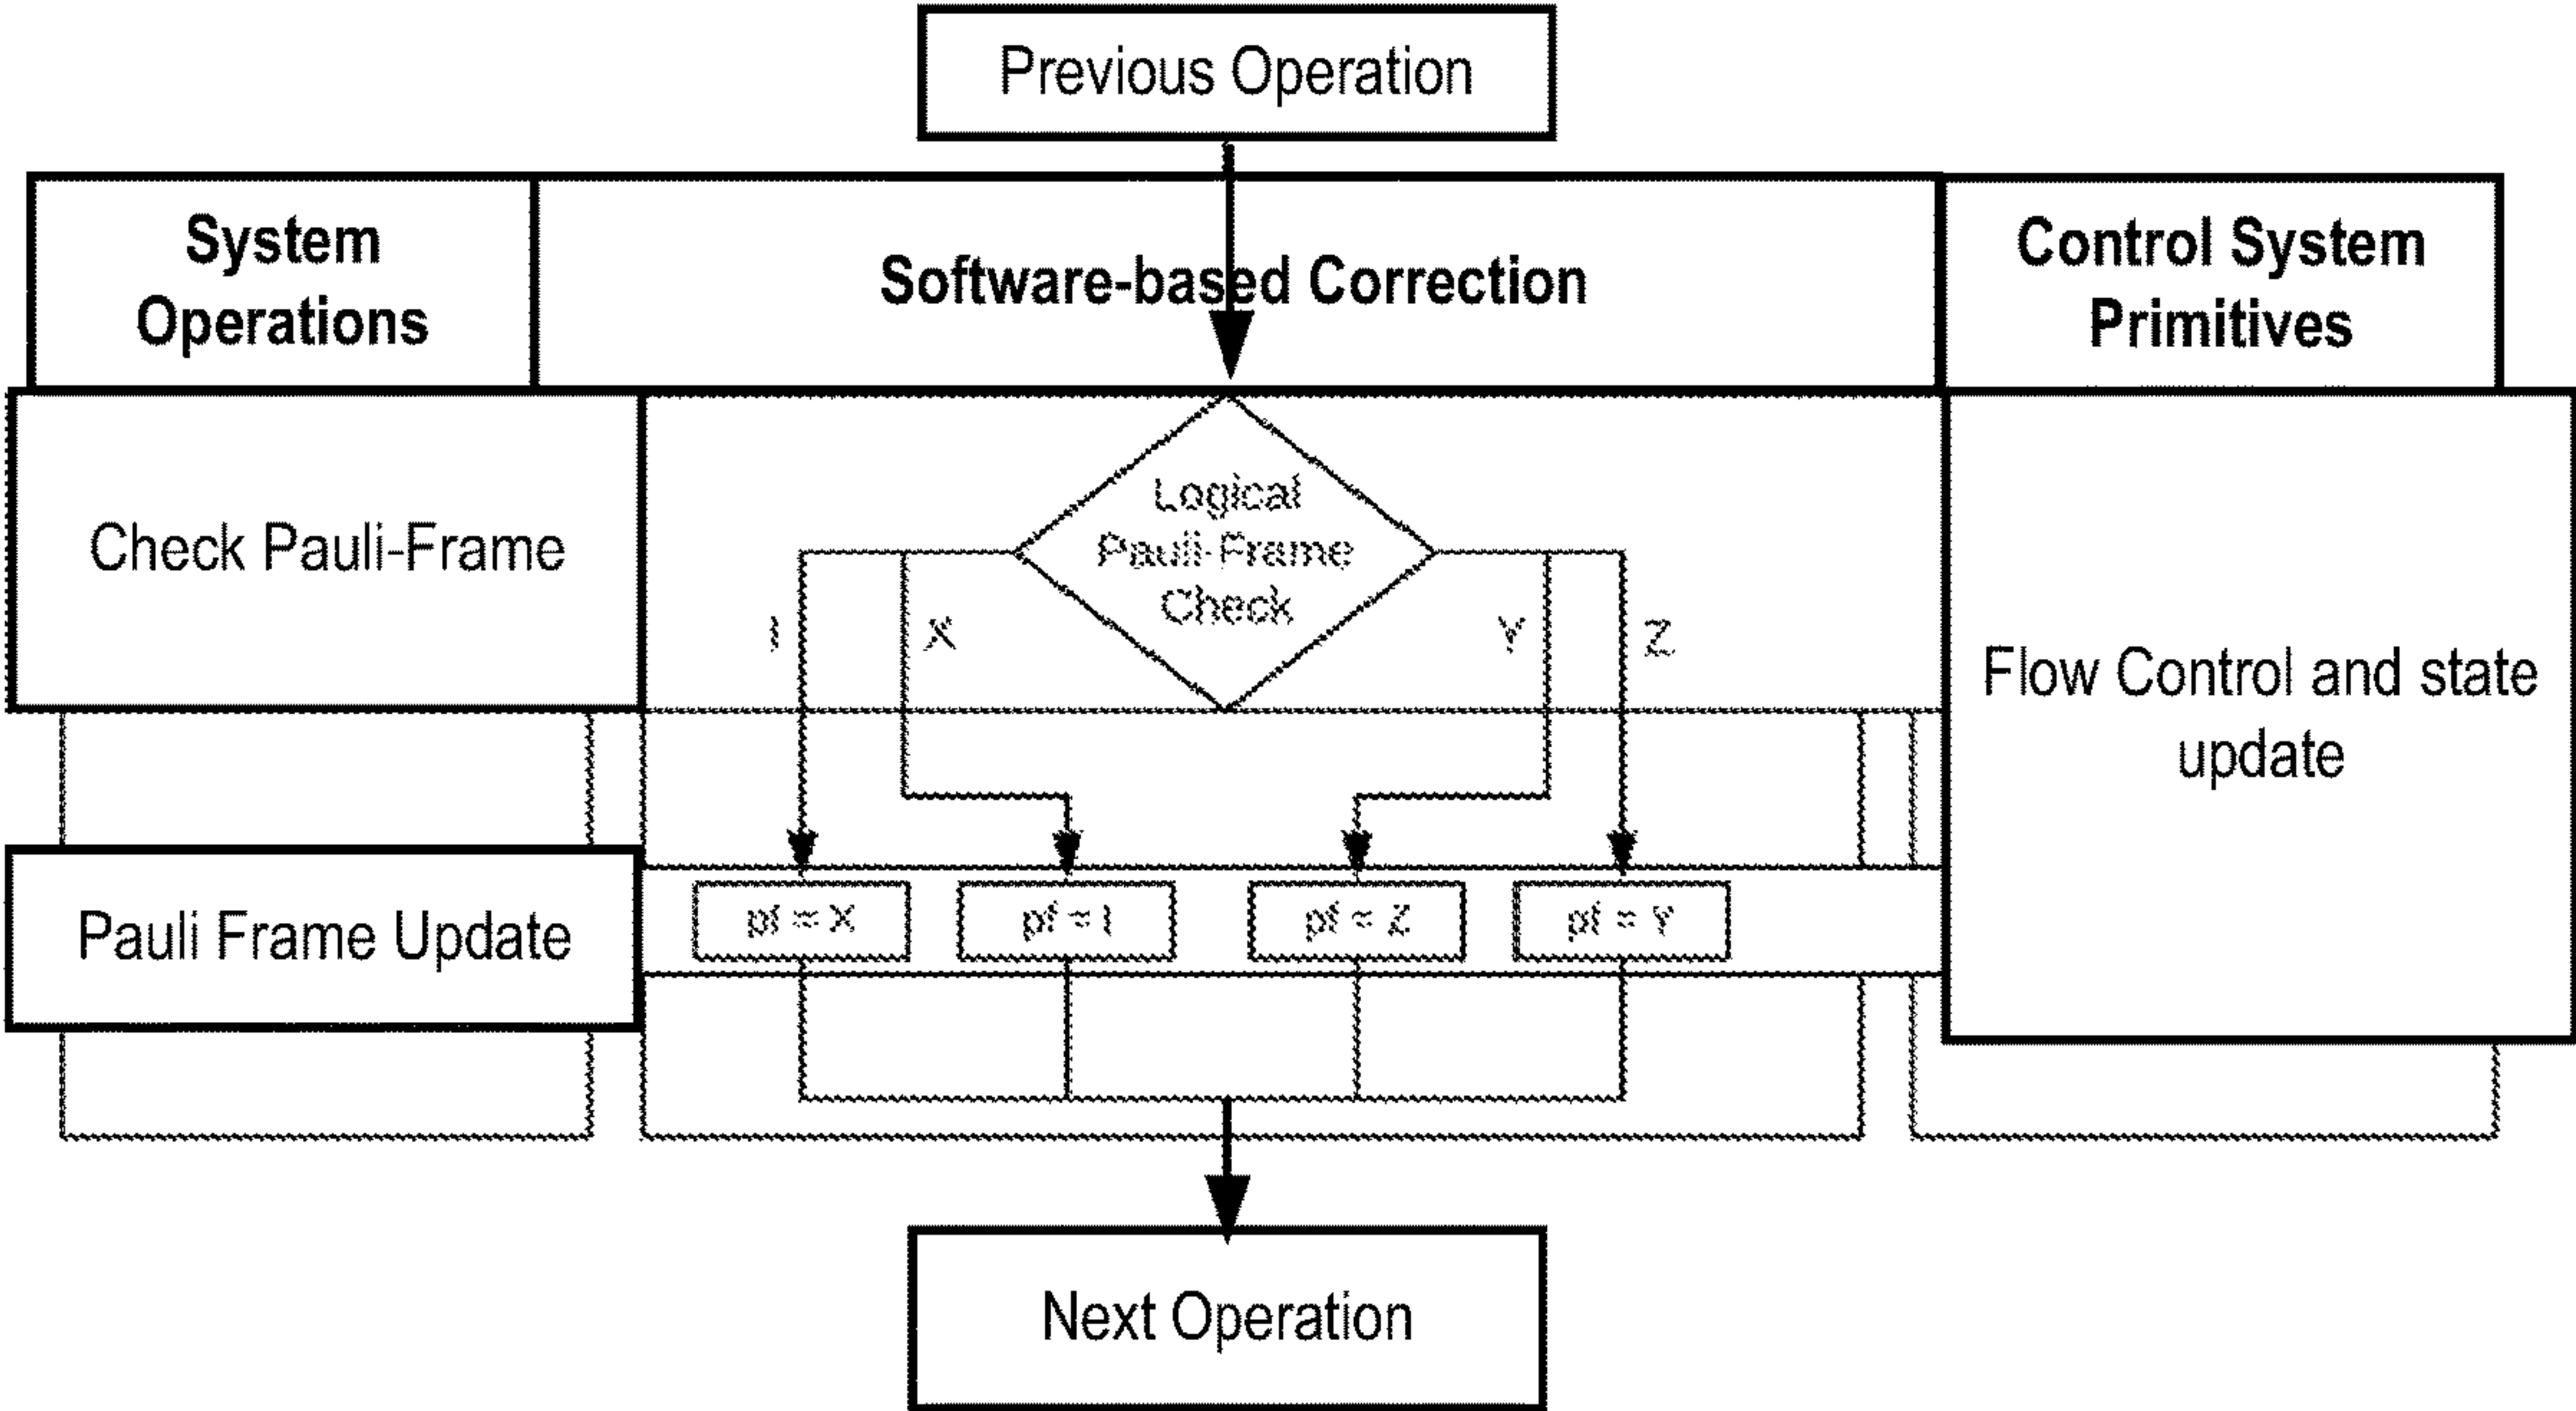 Previous Operation
System
Operations
Software-based Correction
Control System
Primitives
Check Pauli-Frame
Logical
Pauli-Frame
Check
I
X
Y
Z
Flow Control and state
update
Pauli Frame Update
pf = X
pf = I
pf = Z
pf = Y
Next Operation